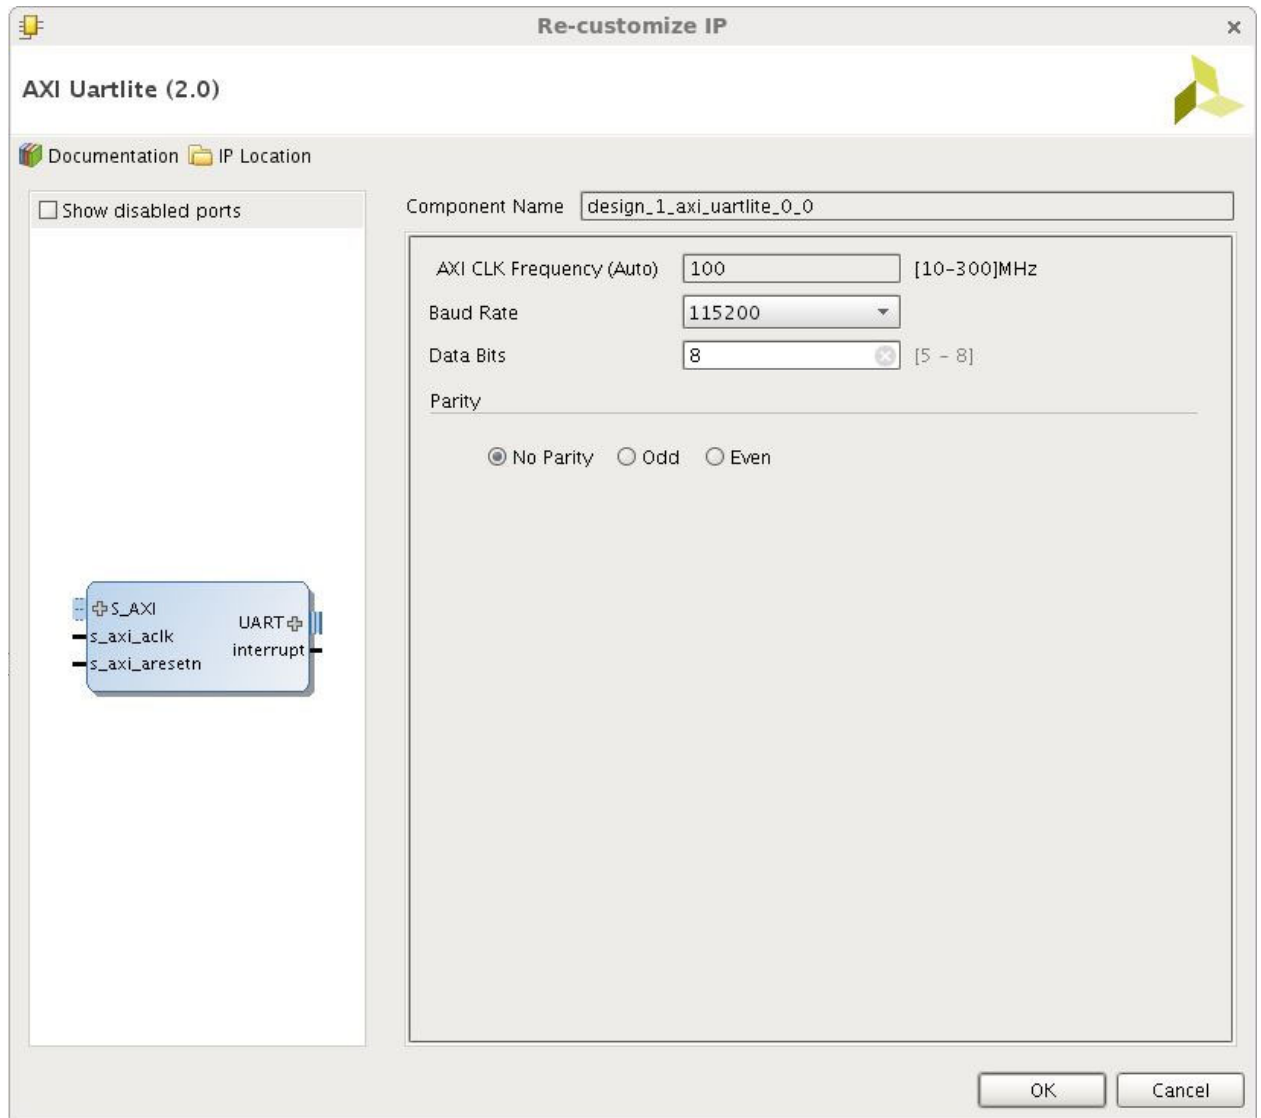 Re-customize IP
AXI Uartlite (2.0)
Documentation IP Location
Show disabled ports
Component Name design_1_axi_uartlite_0_0
AXI CLK Frequency (Auto) 100 [10-300]MHz
Baud Rate 115200
Data Bits 8 [5 - 8]
Parity
No Parity Odd Even
S_AXI
s_axi_aclk
s_axi_aresetn
UART
interrupt
OK Cancel